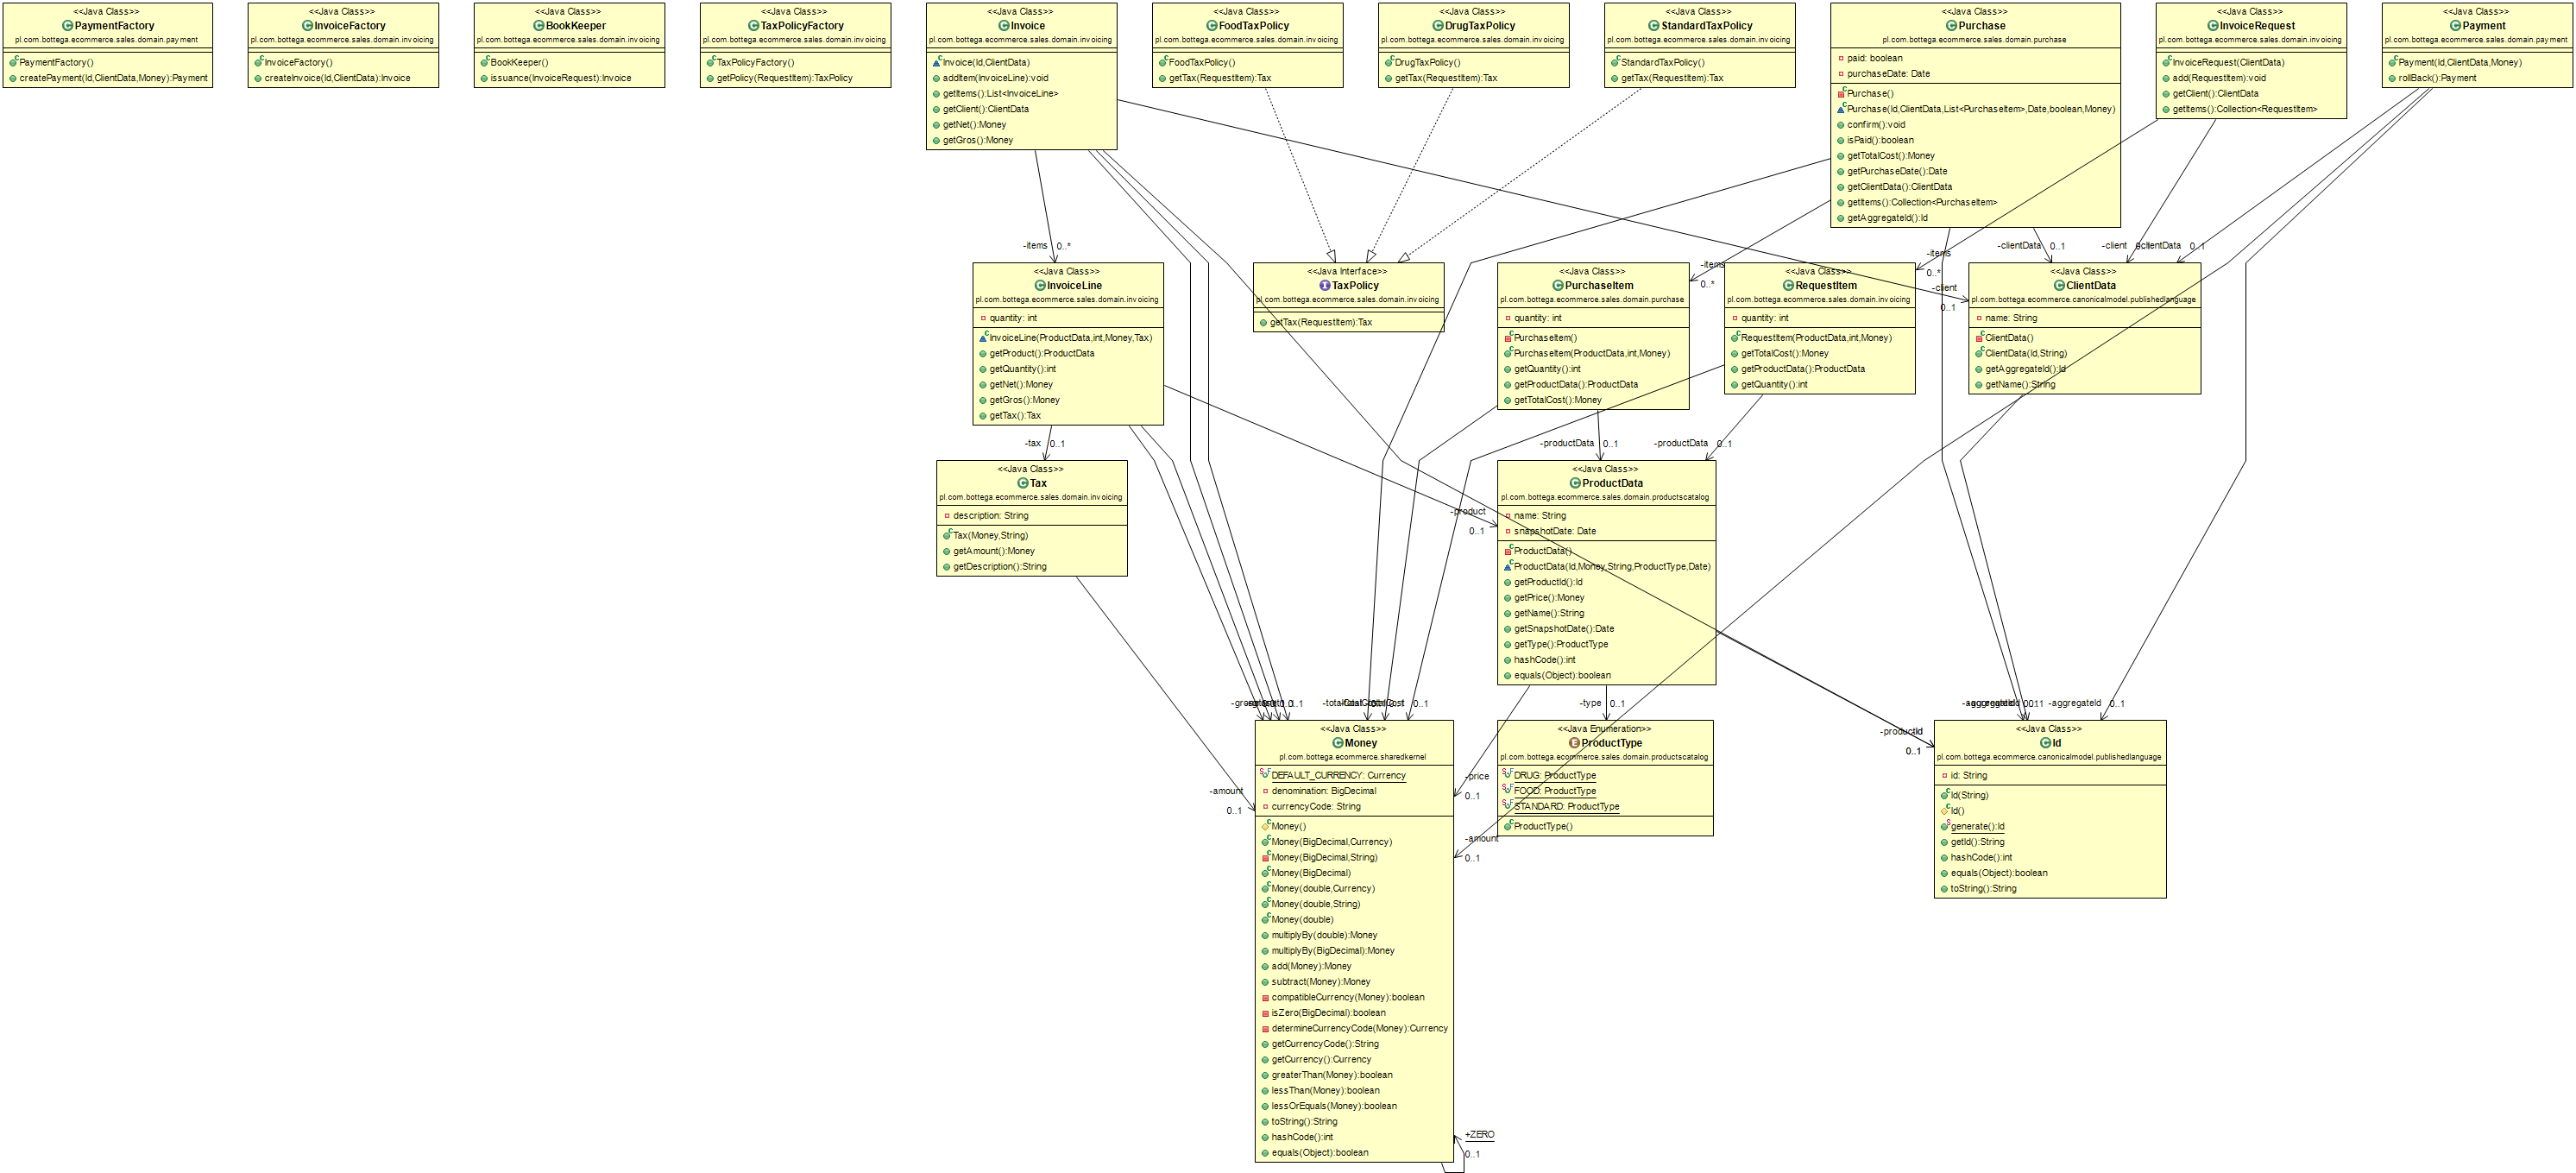 <<Java Class>>
PaymentFactory
pl.com.bottega.ecommerce.sales.domain.payment
PaymentFactory()
createPayment(Id,ClientData,Money):Payment
<<Java Class>>
InvoiceFactory
pl.com.bottega.ecommerce.sales.domain.invoicing
InvoiceFactory()
createInvoice(Id,ClientData):Invoice
<<Java Class>>
BookKeeper
pl.com.bottega.ecommerce.sales.domain.invoicing
BookKeeper()
issuance(InvoiceRequest):Invoice
<<Java Class>>
TaxPolicyFactory
pl.com.bottega.ecommerce.sales.domain.invoicing
TaxPolicyFactory()
getPolicy(RequestItem):TaxPolicy
<<Java Class>>
Invoice
pl.com.bottega.ecommerce.sales.domain.invoicing
Invoice(Id,ClientData)
addItem(InvoiceLine):void
getItems():List<InvoiceLine>
getClient():ClientData
getNet():Money
getGros():Money
<<Java Class>>
FoodTaxPolicy
pl.com.bottega.ecommerce.sales.domain.invoicing
FoodTaxPolicy()
getTax(RequestItem):Tax
<<Java Class>>
DrugTaxPolicy
pl.com.bottega.ecommerce.sales.domain.invoicing
DrugTaxPolicy()
getTax(RequestItem):Tax
<<Java Class>>
StandardTaxPolicy
pl.com.bottega.ecommerce.sales.domain.invoicing
StandardTaxPolicy()
getTax(RequestItem):Tax
<<Java Class>>
Purchase
pl.com.bottega.ecommerce.sales.domain.purchase
paid: boolean
purchaseDate: Date
Purchase()
Purchase(Id,ClientData,List<PurchaseItem>,Date,boolean,Money)
confirm():void
isPaid():boolean
getTotalCost():Money
getPurchaseDate():Date
getClientData():ClientData
getItems():Collection<PurchaseItem>
getAggregateId():Id
<<Java Class>>
InvoiceRequest
pl.com.bottega.ecommerce.sales.domain.invoicing
InvoiceRequest(ClientData)
add(RequestItem):void
getClient():ClientData
getItems():Collection<RequestItem>
<<Java Class>>
Payment
pl.com.bottega.ecommerce.sales.domain.payment
Payment(Id,ClientData,Money)
rollBack():Payment
-items 0..*
-items
0..*
-items
0..*
-clientData 0..1
-client
-clientData 0..1
-client
0..1
<<Java Class>>
InvoiceLine
pl.com.bottega.ecommerce.sales.domain.invoicing
quantity: int
InvoiceLine(ProductData,int,Money,Tax)
getProduct():ProductData
getQuantity():int
getNet():Money
getGros():Money
getTax():Tax
<<Java Interface>>
TaxPolicy
pl.com.bottega.ecommerce.sales.domain.invoicing
getTax(RequestItem):Tax
<<Java Class>>
PurchaseItem
pl.com.bottega.ecommerce.sales.domain.purchase
quantity: int
PurchaseItem()
PurchaseItem(ProductData,int,Money)
getQuantity():int
getProductData():ProductData
getTotalCost():Money
<<Java Class>>
RequestItem
pl.com.bottega.ecommerce.sales.domain.invoicing
quantity: int
RequestItem(ProductData,int,Money)
getTotalCost():Money
getProductData():ProductData
getQuantity():int
<<Java Class>>
ClientData
pl.com.bottega.ecommerce.canonicalmodel.publishedlanguage
name: String
ClientData()
ClientData(Id,String)
getAggregateId():Id
getName():String
-tax 0..1
-productData 0..1
-productData 0..1
<<Java Class>>
Tax
pl.com.bottega.ecommerce.sales.domain.invoicing
description: String
Tax(Money,String)
getAmount():Money
getDescription():String
-product
0..1
<<Java Class>>
ProductData
pl.com.bottega.ecommerce.sales.domain.productscatalog
name: String
snapshotDate: Date
ProductData()
ProductData(Id,Money,String,ProductType,Date)
getProductId():Id
getPrice():Money
getName():String
getSnapshotDate():Date
getType():ProductType
hashCode():int
equals(Object):boolean
0..1
-type 0..1
-aggregateId 0..1
-productId
0..1
<<Java Class>>
Money
pl.com.bottega.ecommerce.sharedkernel
DEFAULT_CURRENCY: Currency
denomination: BigDecimal
currencyCode: String
Money()
Money(BigDecimal,Currency)
Money(BigDecimal,String)
Money(BigDecimal)
Money(double,Currency)
Money(double,String)
Money(double)
multiplyBy(double):Money
multiplyBy(BigDecimal):Money
add(Money):Money
subtract(Money):Money
compatibleCurrency(Money):boolean
isZero(BigDecimal):boolean
determineCurrencyCode(Money):Currency
getCurrencyCode():String
getCurrency():Currency
greaterThan(Money):boolean
lessThan(Money):boolean
lessOrEquals(Money):boolean
toString():String
hashCode():int
equals(Object):boolean
-amount
0..1
-price
0..1
-amount
0..1
+ZERO
0..1
<<Java Enumeration>>
ProductType
pl.com.bottega.ecommerce.sales.domain.productscatalog
DRUG: ProductType
FOOD: ProductType
STANDARD: ProductType
ProductType()
<<Java Class>>
Id
pl.com.bottega.ecommerce.canonicalmodel.publishedlanguage
id: String
Id(String)
Id()
generate():Id
getId():String
hashCode():int
equals(Object):boolean
toString():String